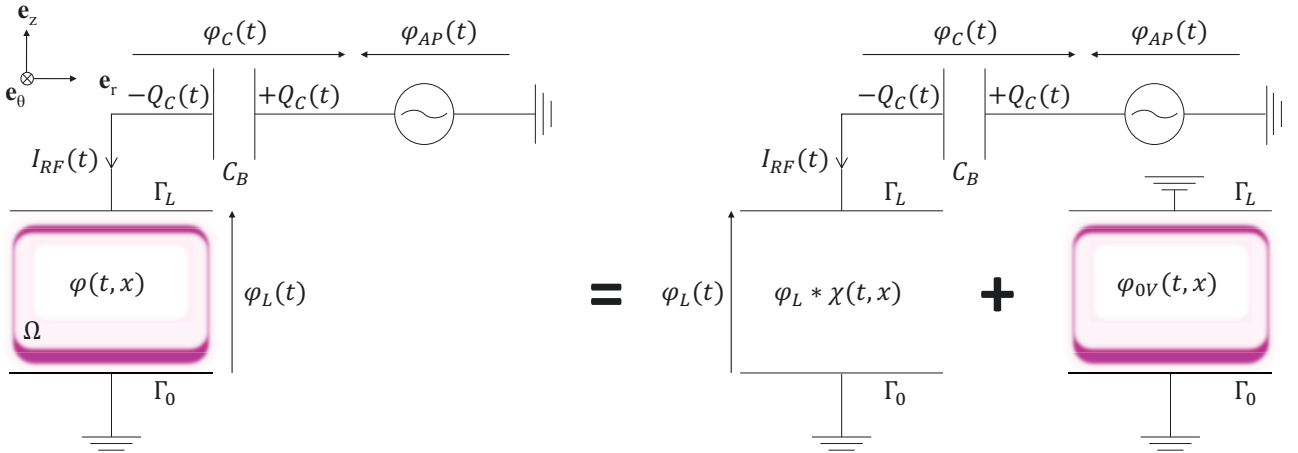 e_z
φ_C(t) φ_AP(t)
e_θ e_r −Q_C(t) +Q_C(t)
I_RF(t) C_B
Γ_L
φ(t, x) φ_L(t)
Ω
Γ_0
=
φ_C(t) φ_AP(t)
−Q_C(t) +Q_C(t)
I_RF(t) C_B
Γ_L
φ_L(t) φ_L ∗ χ(t, x)
Γ_0
+
Γ_L
φ_0V(t, x)
Γ_0